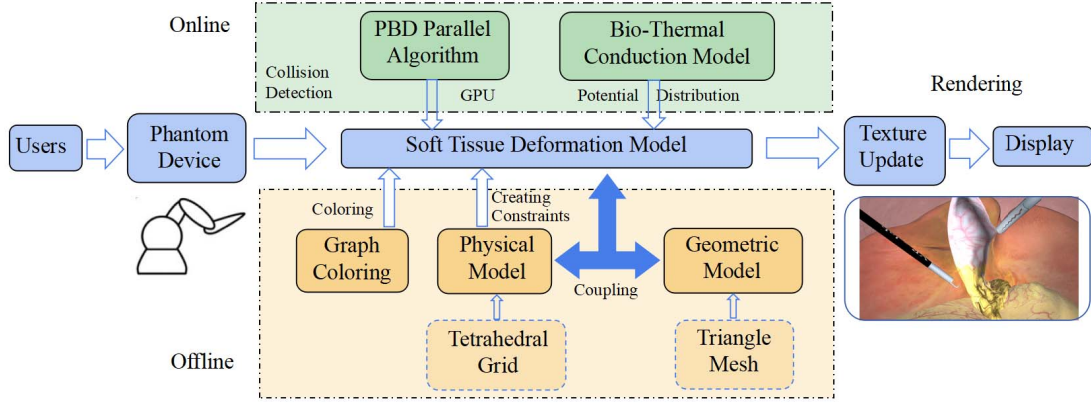 Online
PBD Parallel
Algorithm
Bio-Thermal
Conduction Model
Collision
Detection
GPU
Potential
Distribution
Rendering
Users
Phantom
Device
Soft Tissue Deformation Model
Texture
Update
Display
Coloring
Creating
Constraints
Graph
Coloring
Physical
Model
Coupling
Geometric
Model
Tetrahedral
Grid
Triangle
Mesh
Offline